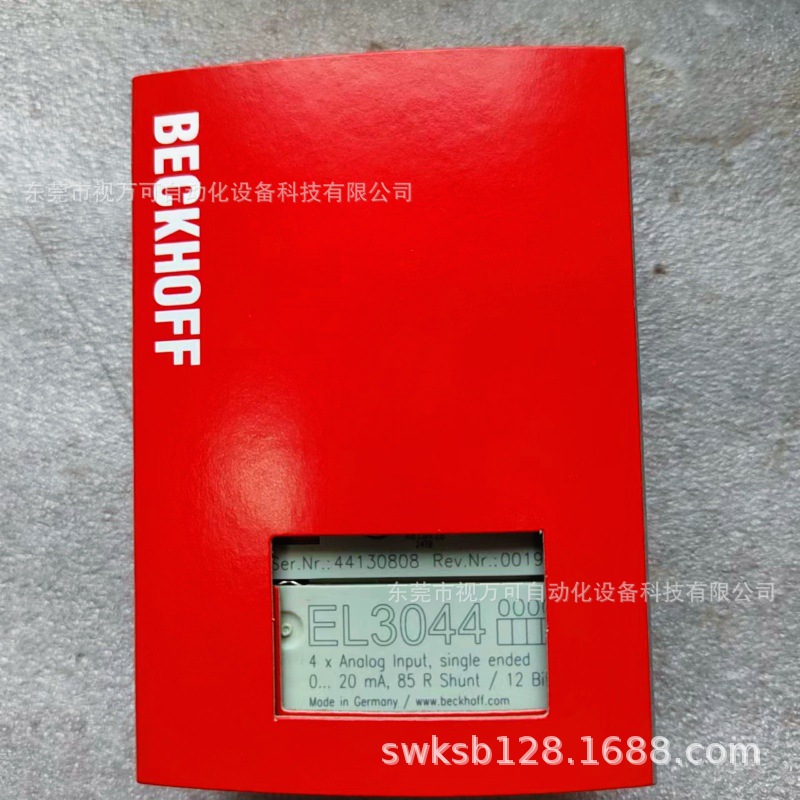 BECKHOFF
东莞市视万可自动化设备科技有限公司
Ser.Nr.:44130808 Rev.Nr.:0019
东莞市视万可自动化设备科技有限公司
EL3044
4 x Analog Input, single ended
0... 20 mA, 85 R Shunt / 12 Bi
Made in Germany / www.beckhoff.com
swksb128.1688.com